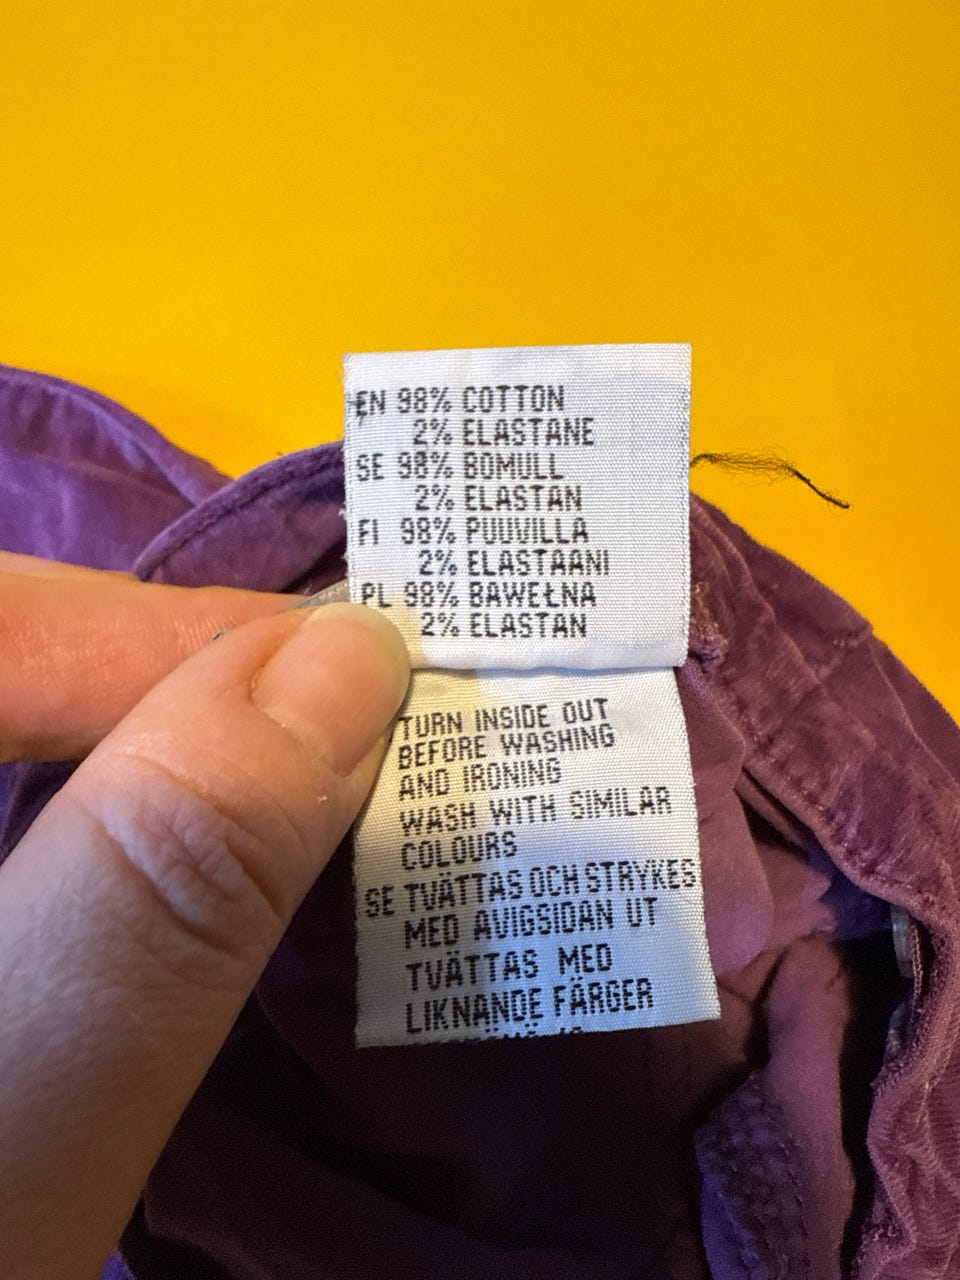 EN 98% COTTON
2% ELASTANE
SE 98% BOMULL
2% ELASTAN
FI 98% PUUVILLA
2% ELASTAANI
PL 98% BAWEŁNA
2% ELASTAN
TURN INSIDE OUT
BEFORE WASHING
AND IRONING
WASH WITH SIMILAR
COLOURS
SE TVÄTTAS OCH STRYKES
MED AVIGSIDAN UT
TVÄTTAS MED
LIKNANDE FÄRGER